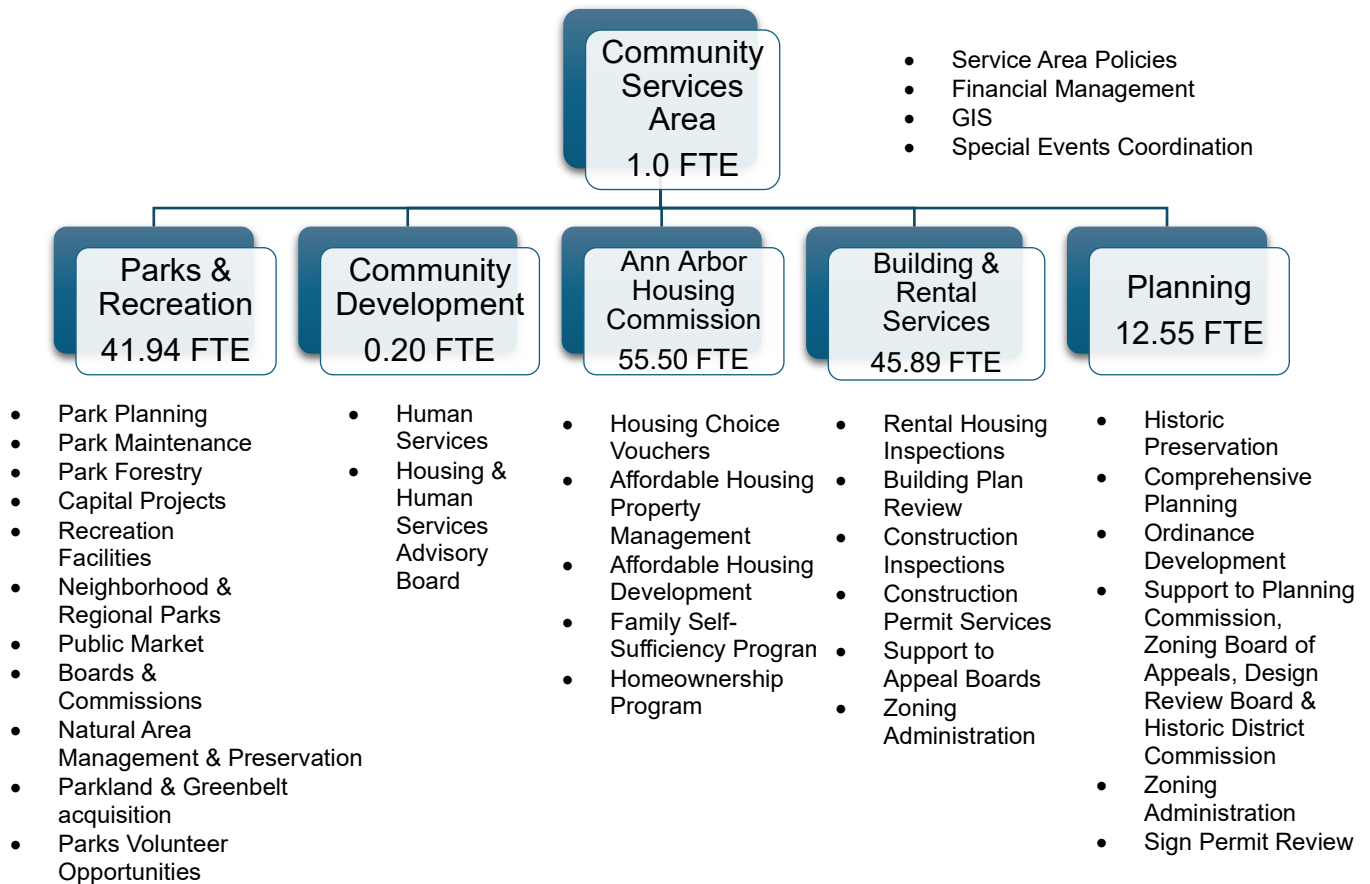 Community
Services
Area
1.0 FTE
• Service Area Policies
• Financial Management
• GIS
• Special Events Coordination
Parks &
Recreation
41.94 FTE
Community
Development
0.20 FTE
Ann Arbor
Housing
Commission
55.50 FTE
Building &
Rental
Services
45.89 FTE
Planning
12.55 FTE
• Park Planning
• Park Maintenance
• Park Forestry
• Capital Projects
• Recreation
Facilities
• Neighborhood &
Regional Parks
• Public Market
• Boards &
Commissions
• Natural Area
Management & Preservation
• Parkland & Greenbelt
acquisition
• Parks Volunteer
Opportunities
• Human
Services
• Housing &
Human
Services
Advisory
Board
• Housing Choice
Vouchers
• Affordable Housing
Property
Management
• Affordable Housing
Development
• Family Self-
Sufficiency Program
• Homeownership
Program
• Rental Housing
Inspections
• Building Plan
Review
• Construction
Inspections
• Construction
Permit Services
• Support to
Appeal Boards
• Zoning
Administration
• Historic
Preservation
• Comprehensive
Planning
• Ordinance
Development
• Support to Planning
Commission,
Zoning Board of
Appeals, Design
Review Board &
Historic District
Commission
• Zoning
Administration
• Sign Permit Review